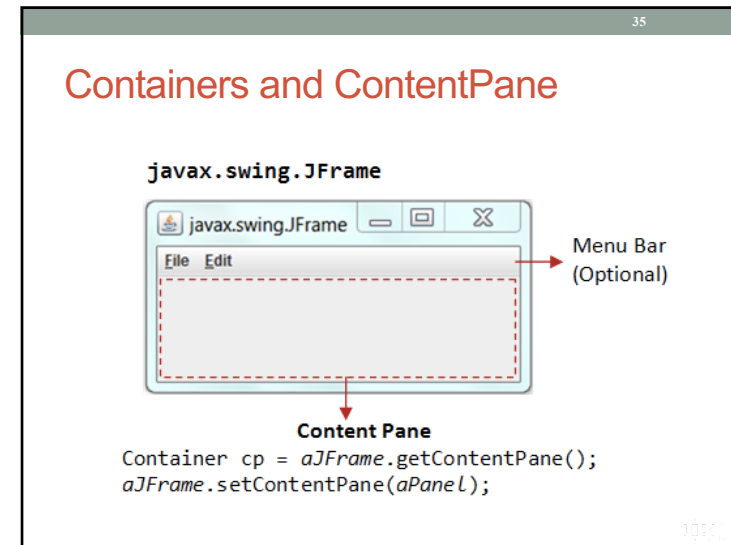 35
Containers and ContentPane
javax.swing.JFrame
javax.swing.JFrame
File Edit
Menu Bar
(Optional)
Content Pane
Container cp = aJFrame.getContentPane();
aJFrame.setContentPane(aPanel);